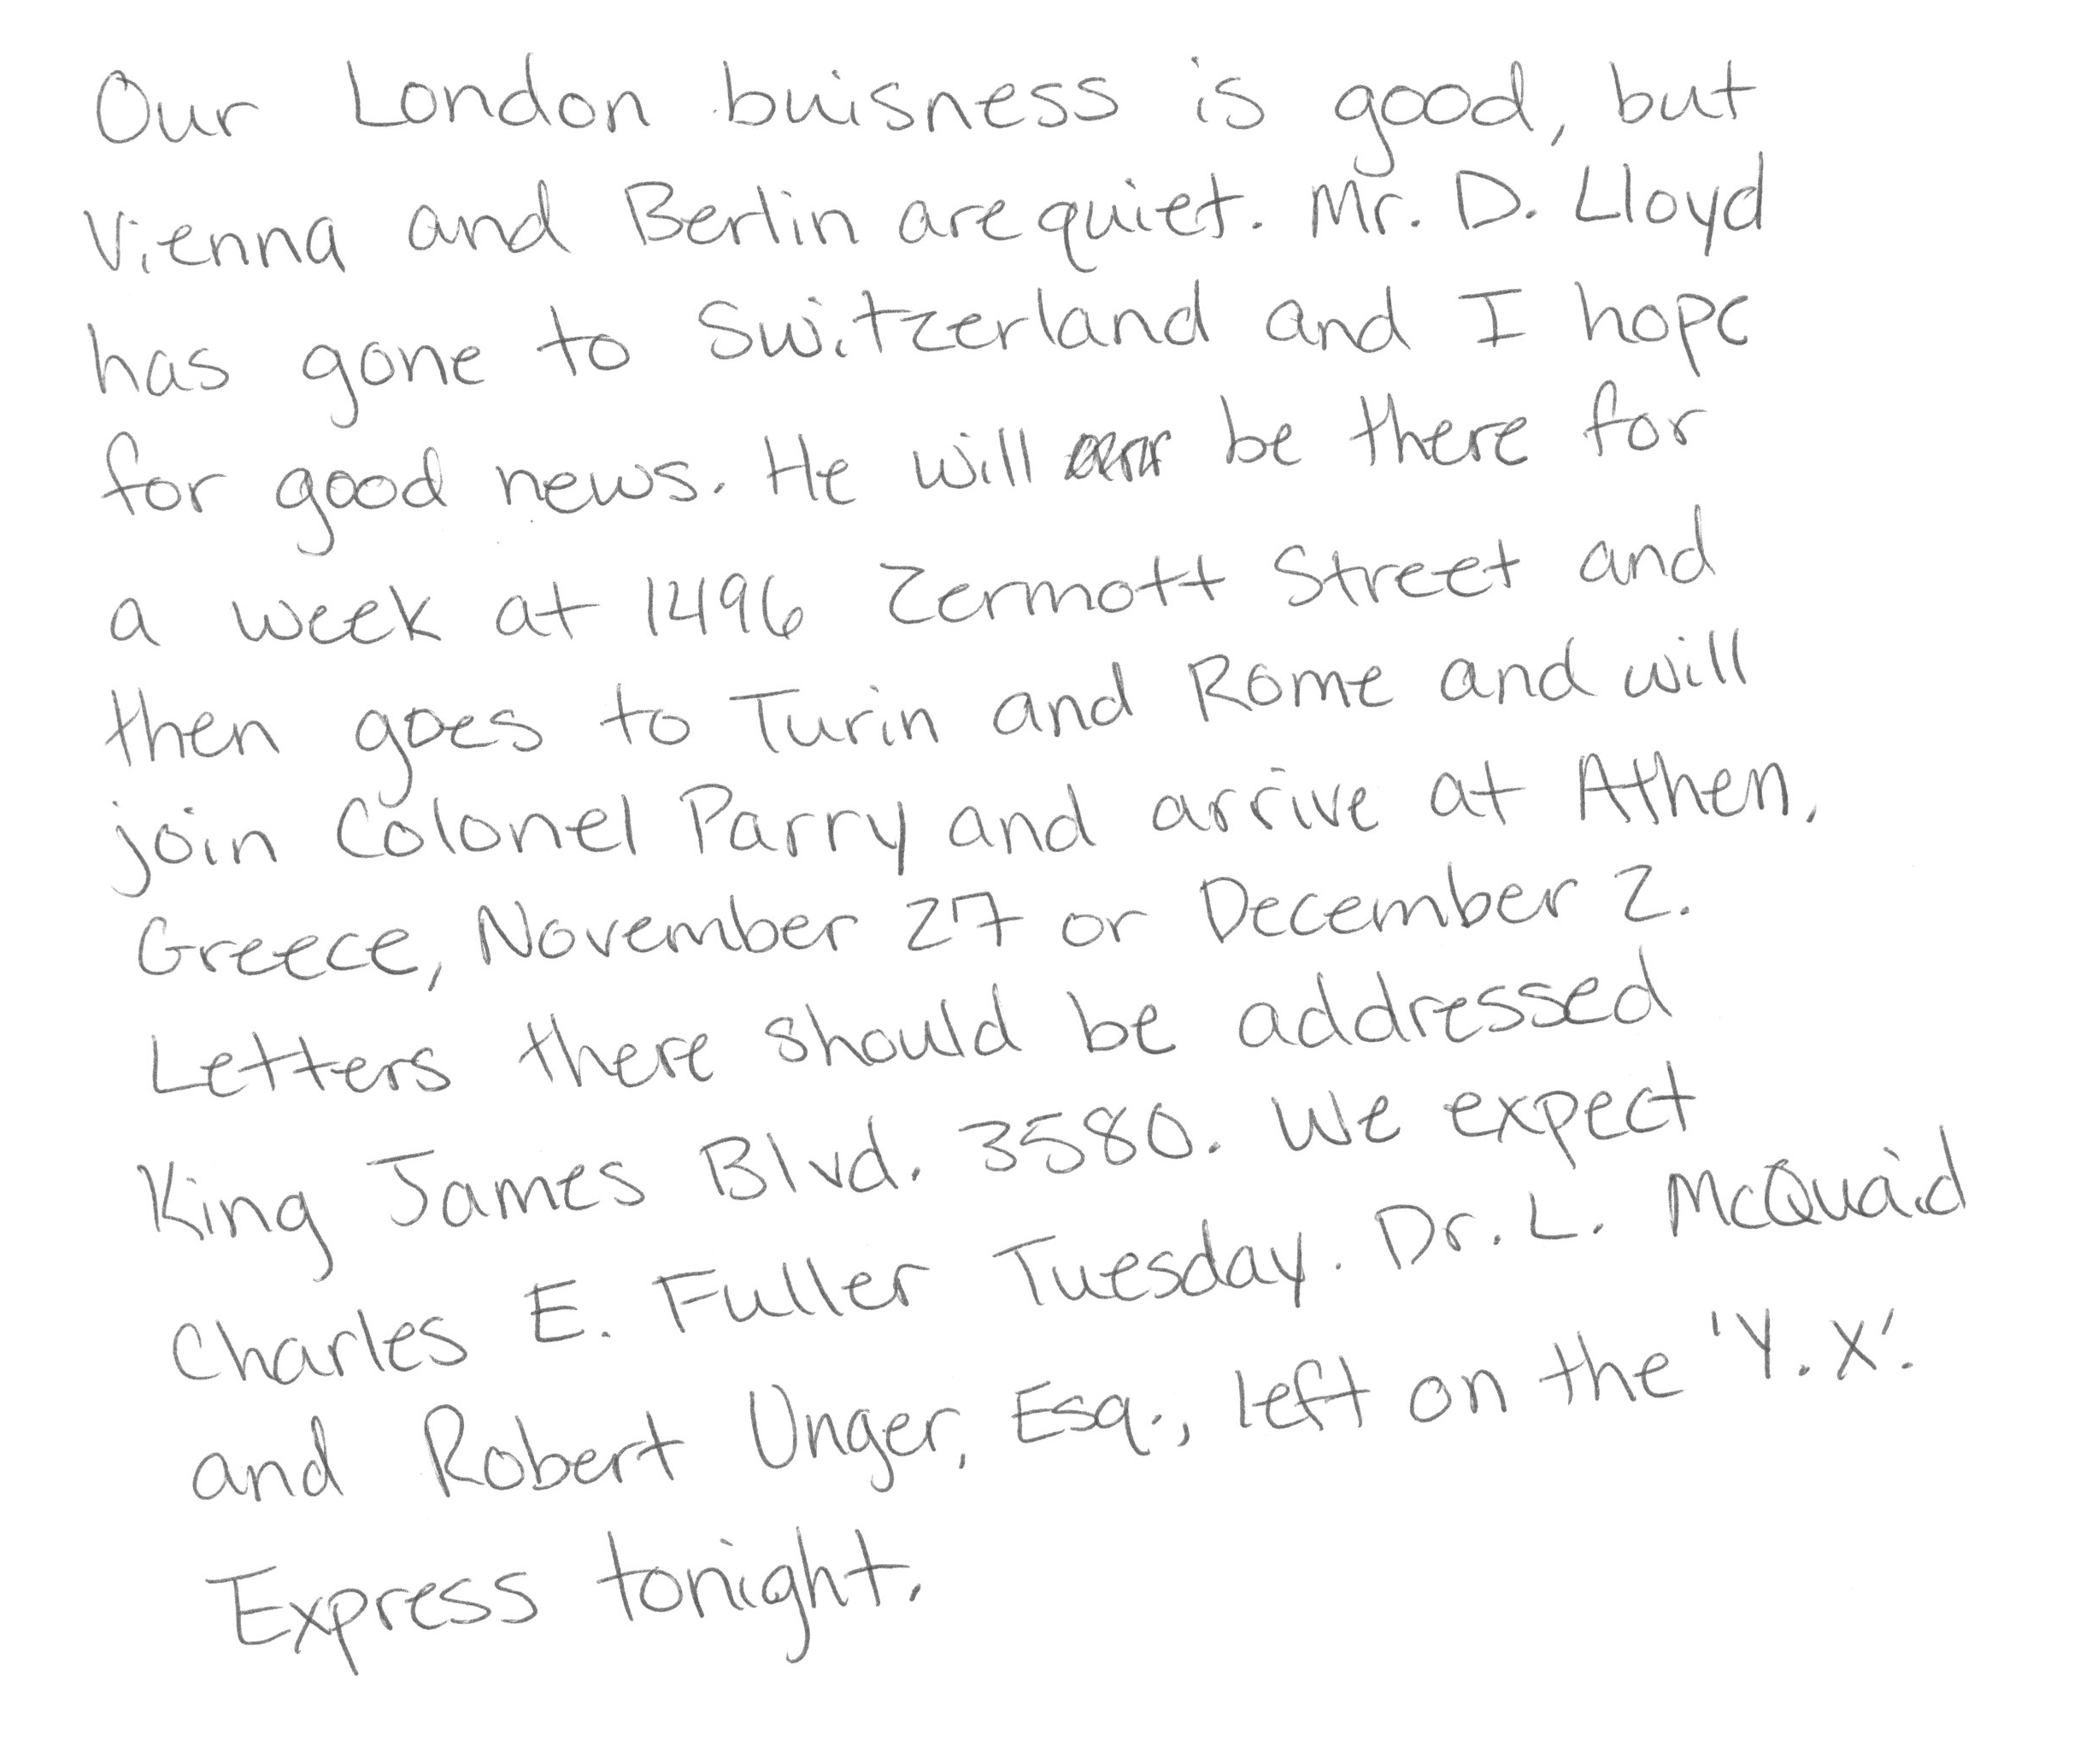 Our London buisness is good, but
Vienna and Berlin are quiet. Mr. D. Lloyd
has gone to Switzerland and I hope
for good news. He will be there for
a week at 1496 Zermott Street and
then goes to Turin and Rome and will
join Colonel Parry and arrive at Athen,
Greece, November 27 or December 2.
Letters there should be addressed
King James Blvd. 3580. We expect
Charles E. Fuller Tuesday. Dr. L. McQuaid
and Robert Unger, Esq., left on the 'Y.X.'
Express tonight.